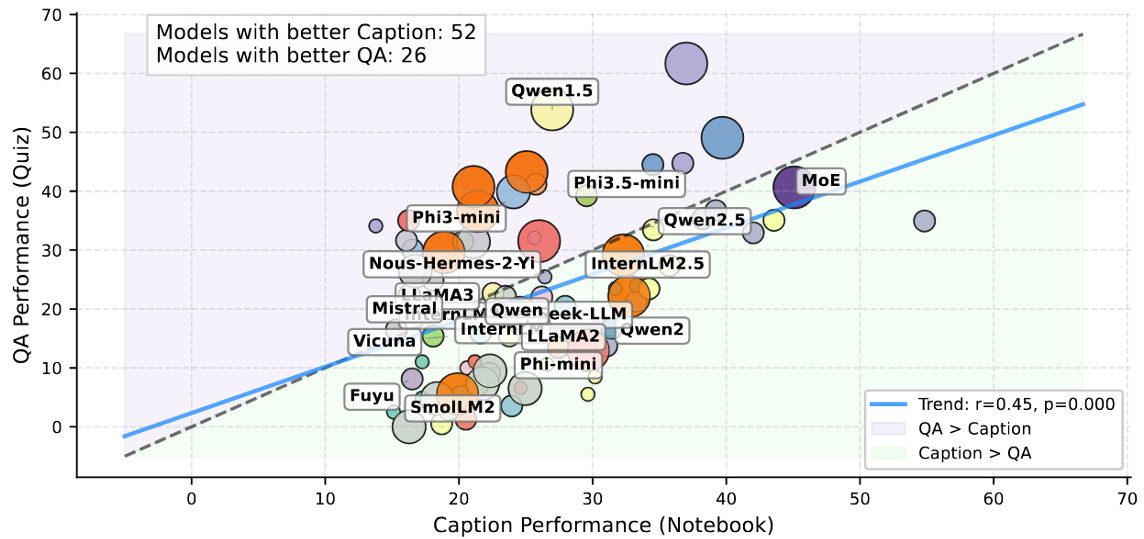 Models with better Caption: 52
Models with better QA: 26
QA Performance (Quiz)
70
60
50
40
30
20
10
0
Qwen1.5
Phi3.5-mini
MoE
Phi3-mini
Qwen2.5
Nous-Hermes-2-Yi
InternLM2.5
LLaMA3
Mistral
Qwen
eek-LLM
Vicuna
InternLM
LLaMA2
Qwen2
Phi-mini
Fuyu
SmolLM2
Trend: r=0.45, p=0.000
QA > Caption
Caption > QA
0
10
20
30
40
50
60
70
Caption Performance (Notebook)